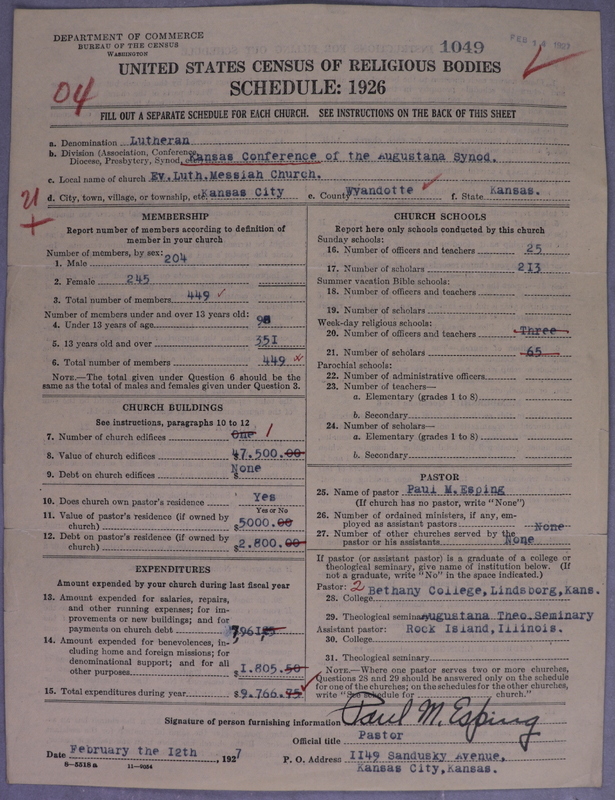 DEPARTMENT OF COMMERCE
BUREAU OF THE CENSUS
WASHINGTON
1049
FEB 1 1927
UNITED STATES CENSUS OF RELIGIOUS BODIES
SCHEDULE: 1926
04
FILL OUT A SEPARATE SCHEDULE FOR EACH CHURCH. SEE INSTRUCTIONS ON THE BACK OF THIS SHEET
a. Denomination Lutheran
b. Division (Association, Conference,
Diocese, Presbytery, Synod, Kansas Conference of the Augustana Synod.
c. Local name of church Ev.Luth.Messiah Church.
d. City, town, village, or township, etc. Kansas City e. County Wyandotte f. State Kansas.
21
MEMBERSHIP
Report number of members according to definition of
member in your church
Number of members, by sex:
1. Male 204
2. Female 245
3. Total number of members 449
Number of members under and over 13 years old:
4. Under 13 years of age 98
5. 13 years old and over 351
6. Total number of members 449
NOTE.—The total given under Question 6 should be the
same as the total of males and females given under Question 3.
CHURCH BUILDINGS
See instructions, paragraphs 10 to 12
7. Number of church edifices One 1
8. Value of church edifices $47.500.00
9. Debt on church edifices $ None
10. Does church own pastor's residence Yes
Yes or No
11. Value of pastor's residence (if owned by
church) $5000.00
12. Debt on pastor's residence (if owned by
church) $2.800.00
EXPENDITURES
Amount expended by your church during last fiscal year
13. Amount expended for salaries, repairs,
and other running expenses; for im-
provements or new buildings; and for
payments on church debt
14. Amount expended for benevolences, in-
cluding home and foreign missions; for
denominational support; and for all
other purposes $1.805.50
15. Total expenditures during year $9.766.75
CHURCH SCHOOLS
Report here only schools conducted by this church
Sunday schools:
16. Number of officers and teachers 25
17. Number of scholars 213
Summer vacation Bible schools:
18. Number of officers and teachers
19. Number of scholars
Week-day religious schools:
20. Number of officers and teachers Three
21. Number of scholars 65
Parochial schools:
22. Number of administrative officers
23. Number of teachers—
a. Elementary (grades 1 to 8)
b. Secondary
24. Number of scholars—
a. Elementary (grades 1 to 8)
b. Secondary
PASTOR
25. Name of pastor Paul M.Esping
(If church has no pastor, write "None")
26. Number of ordained ministers, if any, em-
ployed as assistant pastors None
27. Number of other churches served by the
pastor or his assistants None
If pastor (or assistant pastor) is a graduate of a college or
theological seminary, give name of institution below. (If
not a graduate, write "No" in the space indicated.)
Pastor: 2 Bethany College, Lindsborg,Kans.
28. College
29. Theological seminary Augustana Theo.Seminary
Assistant pastor: Rock Island,Illinois.
30. College
31. Theological seminary
NOTE.—Where one pastor serves two or more churches,
Questions 28 and 29 should be answered only on the schedule
for one of the churches; on the schedules for the other churches,
write "See schedule for church."
Signature of person furnishing information Paul M. Esping
Official title Pastor
Date February the 12th, 1927 P. O. Address 1149 Sandusky Avenue,
Kansas City,Kansas.
8—5518 a 11—9054